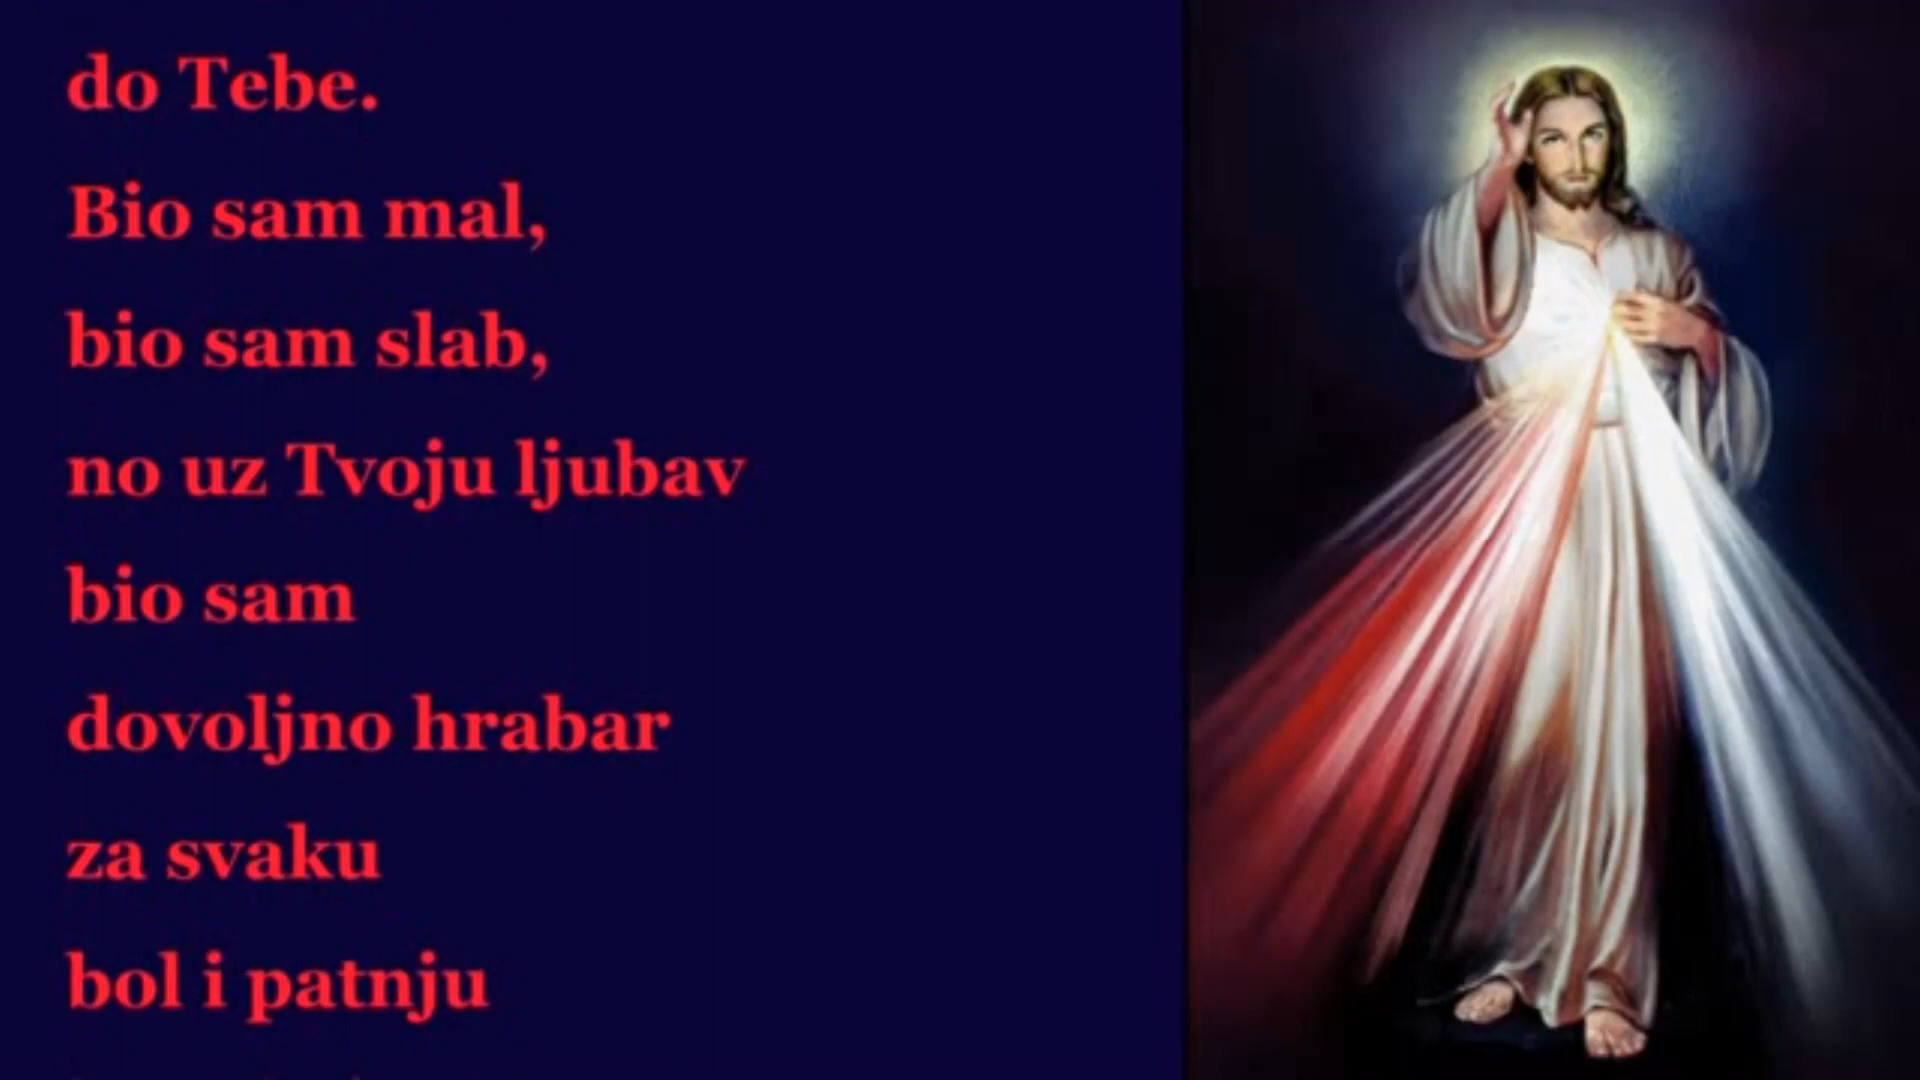 do Tebe.
Bio sam mal,
bio sam slab,
no uz Tvoju ljubav
bio sam
dovoljno hrabar
za svaku
bol i patnju